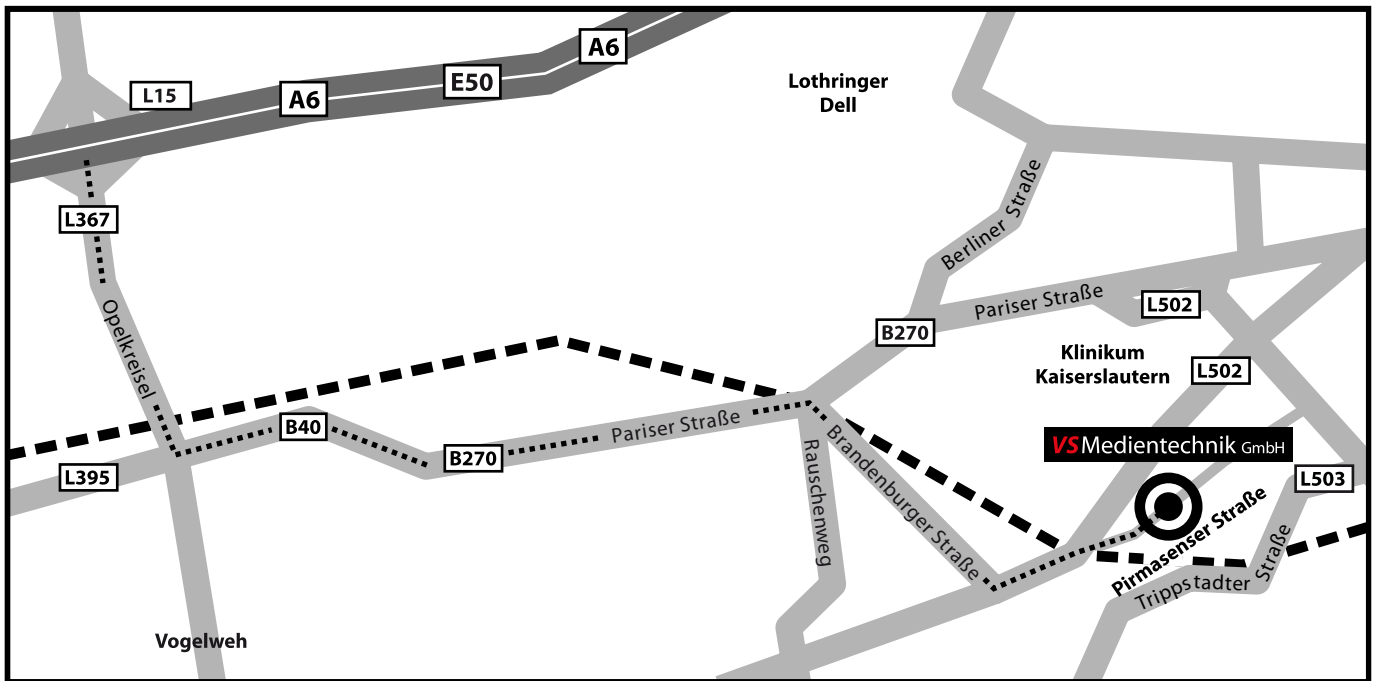 A6
Lothringer
Dell
E50
L15
A6
Berliner Straße
L367
Pariser Straße
L502
Opelkreisel
B270
Klinikum
Kaiserslautern
L502
B40
Pariser Straße
Brandenburger Straße
Rauschenweg
VS Medientechnik GmbH
B270
L395
L503
Pirmasenser Straße
Trippstadter Straße
Vogelweh